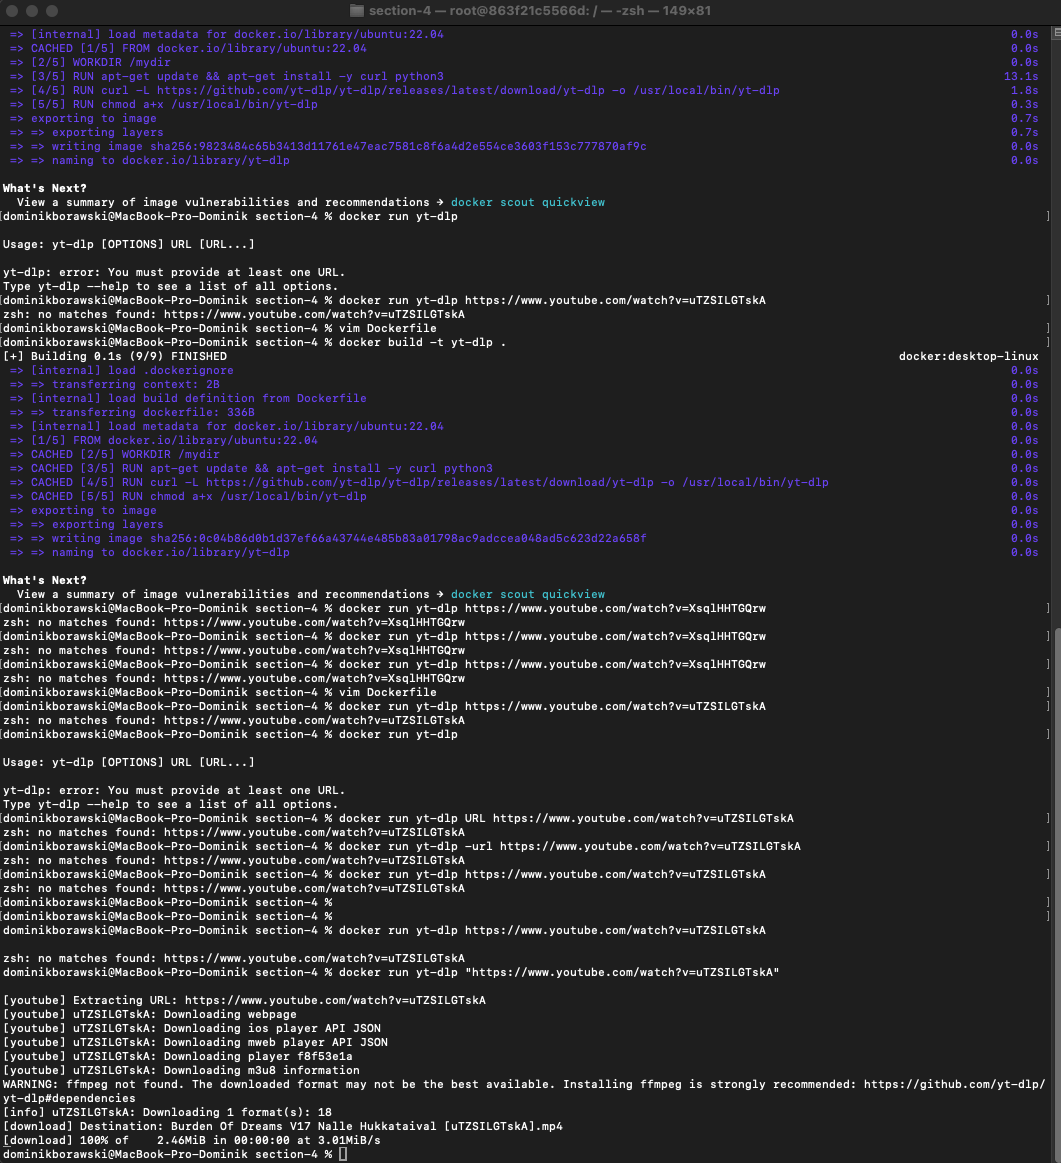 section-4 — root@863f21c5566d: / — -zsh — 149×81
=> [internal] load metadata for docker.io/library/ubuntu:22.04 0.0s
=> CACHED [1/5] FROM docker.io/library/ubuntu:22.04 0.0s
=> [2/5] WORKDIR /mydir 0.0s
=> [3/5] RUN apt-get update && apt-get install -y curl python3 13.1s
=> [4/5] RUN curl -L https://github.com/yt-dlp/yt-dlp/releases/latest/download/yt-dlp -o /usr/local/bin/yt-dlp 1.8s
=> [5/5] RUN chmod a+x /usr/local/bin/yt-dlp 0.3s
=> exporting to image 0.7s
=> => exporting layers 0.7s
=> => writing image sha256:9823484c65b3413d11761e47eac7581c8f6a4d2e554ce3603f153c777870af9c 0.0s
=> => naming to docker.io/library/yt-dlp 0.0s
What's Next?
View a summary of image vulnerabilities and recommendations → docker scout quickview
[dominikborawski@MacBook-Pro-Dominik section-4 % docker run yt-dlp ]
Usage: yt-dlp [OPTIONS] URL [URL...]
yt-dlp: error: You must provide at least one URL.
Type yt-dlp --help to see a list of all options.
[dominikborawski@MacBook-Pro-Dominik section-4 % docker run yt-dlp https://www.youtube.com/watch?v=uTZSILGTskA ]
zsh: no matches found: https://www.youtube.com/watch?v=uTZSILGTskA
[dominikborawski@MacBook-Pro-Dominik section-4 % vim Dockerfile ]
[dominikborawski@MacBook-Pro-Dominik section-4 % docker build -t yt-dlp . ]
[+] Building 0.1s (9/9) FINISHED docker:desktop-linux
=> [internal] load .dockerignore 0.0s
=> => transferring context: 2B 0.0s
=> [internal] load build definition from Dockerfile 0.0s
=> => transferring dockerfile: 336B 0.0s
=> [internal] load metadata for docker.io/library/ubuntu:22.04 0.0s
=> [1/5] FROM docker.io/library/ubuntu:22.04 0.0s
=> CACHED [2/5] WORKDIR /mydir 0.0s
=> CACHED [3/5] RUN apt-get update && apt-get install -y curl python3 0.0s
=> CACHED [4/5] RUN curl -L https://github.com/yt-dlp/yt-dlp/releases/latest/download/yt-dlp -o /usr/local/bin/yt-dlp 0.0s
=> CACHED [5/5] RUN chmod a+x /usr/local/bin/yt-dlp 0.0s
=> exporting to image 0.0s
=> => exporting layers 0.0s
=> => writing image sha256:0c04b86d0b1d37ef66a43744e485b83a01798ac9adccea048ad5c623d22a658f 0.0s
=> => naming to docker.io/library/yt-dlp 0.0s
What's Next?
View a summary of image vulnerabilities and recommendations → docker scout quickview
[dominikborawski@MacBook-Pro-Dominik section-4 % docker run yt-dlp https://www.youtube.com/watch?v=XsqlHHTGQrw ]
zsh: no matches found: https://www.youtube.com/watch?v=XsqlHHTGQrw
[dominikborawski@MacBook-Pro-Dominik section-4 % docker run yt-dlp https://www.youtube.com/watch?v=XsqlHHTGQrw ]
zsh: no matches found: https://www.youtube.com/watch?v=XsqlHHTGQrw
[dominikborawski@MacBook-Pro-Dominik section-4 % docker run yt-dlp https://www.youtube.com/watch?v=XsqlHHTGQrw ]
zsh: no matches found: https://www.youtube.com/watch?v=XsqlHHTGQrw
[dominikborawski@MacBook-Pro-Dominik section-4 % vim Dockerfile ]
[dominikborawski@MacBook-Pro-Dominik section-4 % docker run yt-dlp https://www.youtube.com/watch?v=uTZSILGTskA ]
zsh: no matches found: https://www.youtube.com/watch?v=uTZSILGTskA
[dominikborawski@MacBook-Pro-Dominik section-4 % docker run yt-dlp ]
Usage: yt-dlp [OPTIONS] URL [URL...]
yt-dlp: error: You must provide at least one URL.
Type yt-dlp --help to see a list of all options.
[dominikborawski@MacBook-Pro-Dominik section-4 % docker run yt-dlp URL https://www.youtube.com/watch?v=uTZSILGTskA ]
zsh: no matches found: https://www.youtube.com/watch?v=uTZSILGTskA
[dominikborawski@MacBook-Pro-Dominik section-4 % docker run yt-dlp -url https://www.youtube.com/watch?v=uTZSILGTskA ]
zsh: no matches found: https://www.youtube.com/watch?v=uTZSILGTskA
[dominikborawski@MacBook-Pro-Dominik section-4 % docker run yt-dlp https://www.youtube.com/watch?v=uTZSILGTskA ]
zsh: no matches found: https://www.youtube.com/watch?v=uTZSILGTskA
[dominikborawski@MacBook-Pro-Dominik section-4 % ]
[dominikborawski@MacBook-Pro-Dominik section-4 % ]
dominikborawski@MacBook-Pro-Dominik section-4 % docker run yt-dlp https://www.youtube.com/watch?v=uTZSILGTskA
zsh: no matches found: https://www.youtube.com/watch?v=uTZSILGTskA
dominikborawski@MacBook-Pro-Dominik section-4 % docker run yt-dlp "https://www.youtube.com/watch?v=uTZSILGTskA"
[youtube] Extracting URL: https://www.youtube.com/watch?v=uTZSILGTskA
[youtube] uTZSILGTskA: Downloading webpage
[youtube] uTZSILGTskA: Downloading ios player API JSON
[youtube] uTZSILGTskA: Downloading mweb player API JSON
[youtube] uTZSILGTskA: Downloading player f8f53e1a
[youtube] uTZSILGTskA: Downloading m3u8 information
WARNING: ffmpeg not found. The downloaded format may not be the best available. Installing ffmpeg is strongly recommended: https://github.com/yt-dlp/
yt-dlp#dependencies
[info] uTZSILGTskA: Downloading 1 format(s): 18
[download] Destination: Burden Of Dreams V17 Nalle Hukkataival [uTZSILGTskA].mp4
[download] 100% of 2.46MiB in 00:00:00 at 3.01MiB/s
dominikborawski@MacBook-Pro-Dominik section-4 %